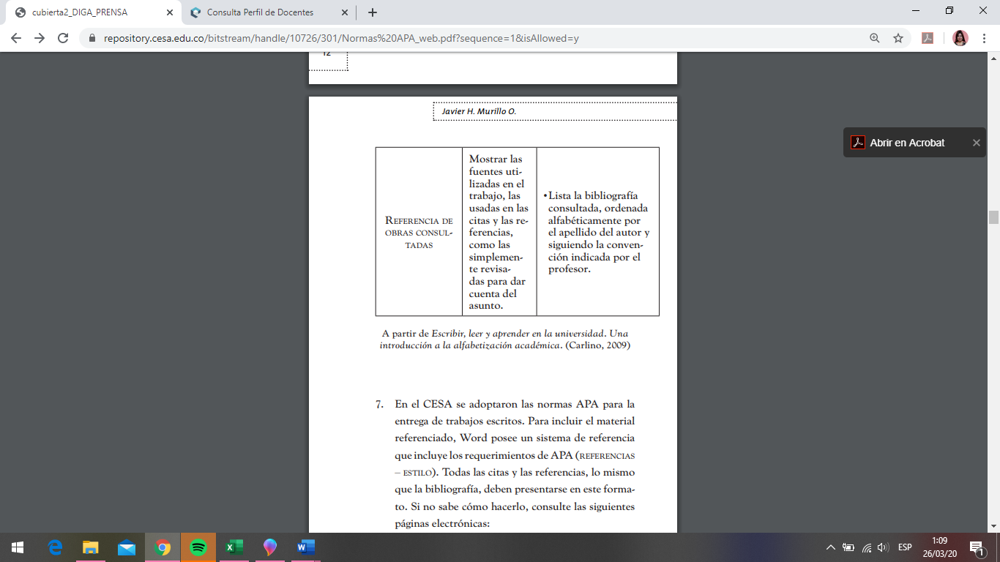 cubierta2_DIGA_PRENSA
Consulta Perfil de Docentes
repository.cesa.edu.co/bitstream/handle/10726/301/Normas%20APA_web.pdf?sequence=1&isAllowed=y
12
Javier H. Murillo O.
Abrir en Acrobat
REFERENCIA DE
OBRAS CONSUL-
TADAS
Mostrar las
fuentes uti-
lizadas en el
trabajo, las
usadas en las
citas y las re-
ferencias,
como las
simplemen-
te revisa-
das para dar
cuenta del
asunto.
•Lista la bibliografía
consultada, ordenada
alfabéticamente por
el apellido del autor y
siguiendo la conven-
ción indicada por el
profesor.
A partir de Escribir, leer y aprender en la universidad. Una
introducción a la alfabetización académica. (Carlino, 2009)
7. En el CESA se adoptaron las normas APA para la
entrega de trabajos escritos. Para incluir el material
referenciado, Word posee un sistema de referencia
que incluye los requerimientos de APA (REFERENCIAS
– ESTILO). Todas las citas y las referencias, lo mismo
que la bibliografía, deben presentarse en este forma-
to. Si no sabe cómo hacerlo, consulte las siguientes
páginas electrónicas:
ESP
1:09
26/03/20
1